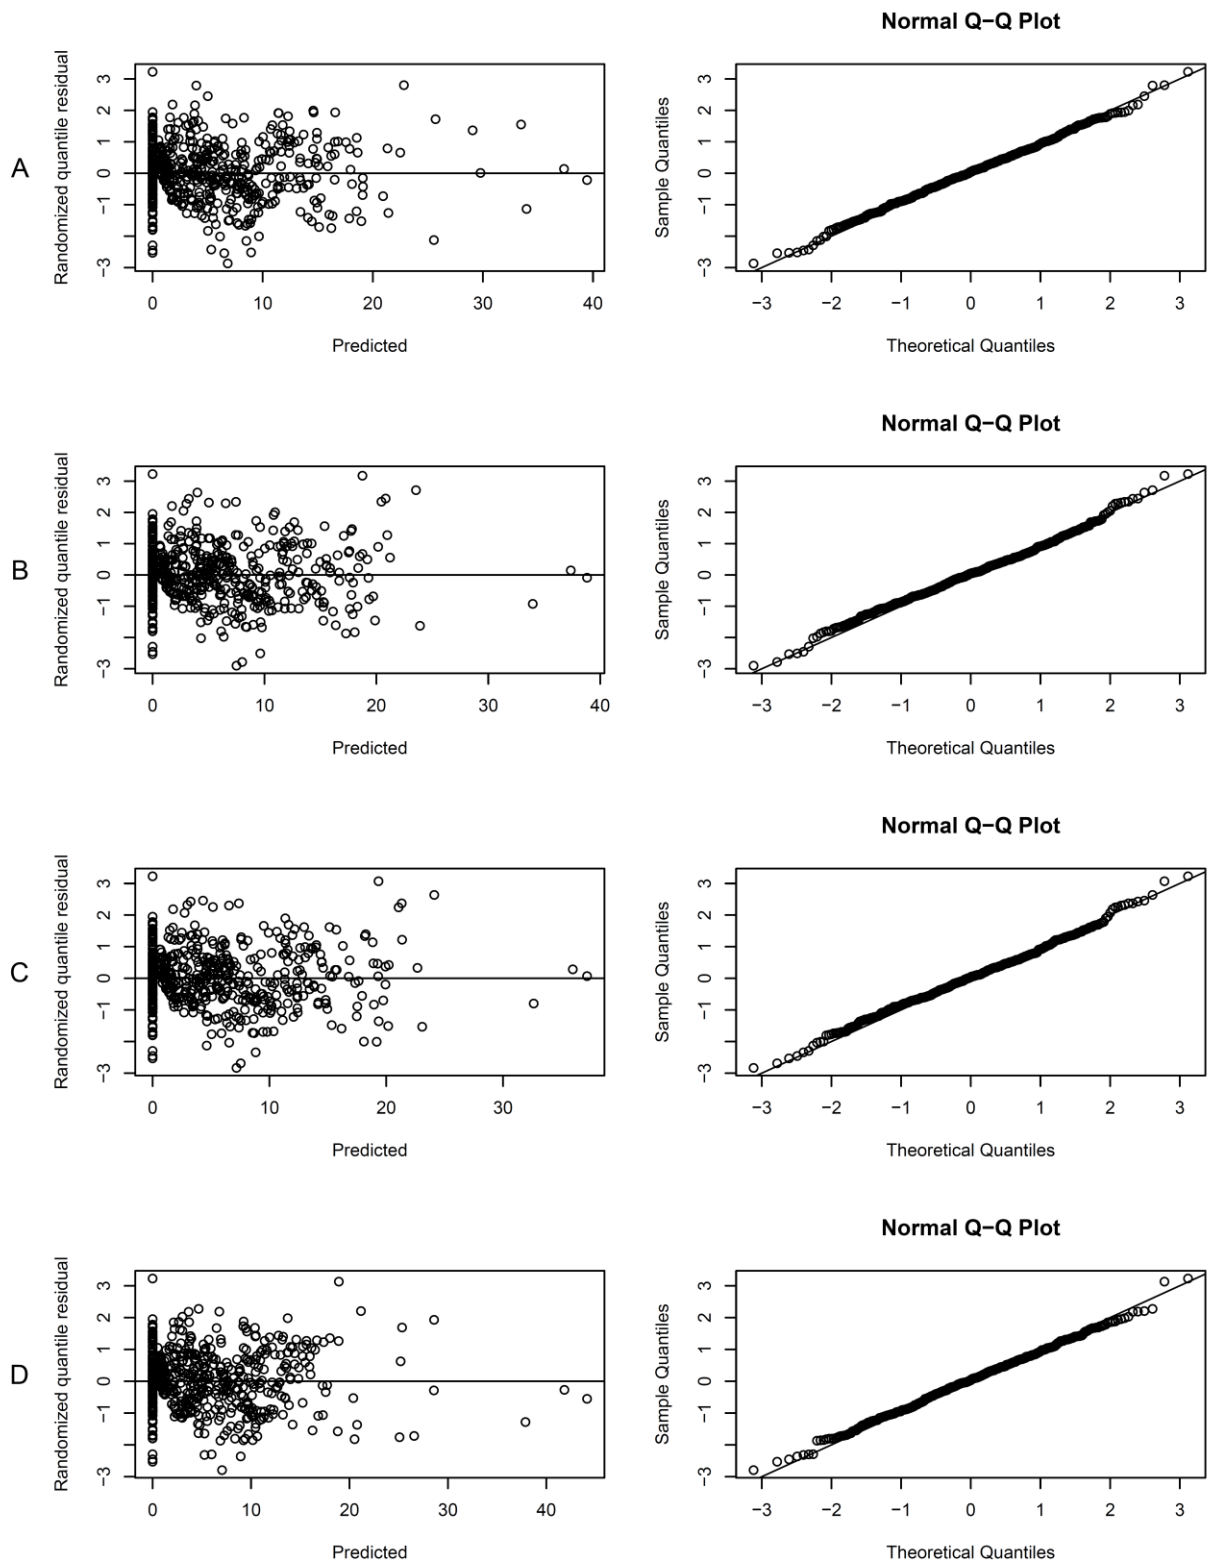 Normal Q−Q Plot
A
Randomized quantile residual
3
2
1
0
−1
−3
0 10 20 30 40
Predicted
Sample Quantiles
3
2
1
0
−1
−3
−3 −2 −1 0 1 2 3
Theoretical Quantiles
Normal Q−Q Plot
B
Randomized quantile residual
3
2
1
0
−1
−3
0 10 20 30 40
Predicted
Sample Quantiles
3
2
1
0
−1
−3
−3 −2 −1 0 1 2 3
Theoretical Quantiles
Normal Q−Q Plot
C
Randomized quantile residual
3
2
1
0
−1
−3
0 10 20 30
Predicted
Sample Quantiles
3
2
1
0
−1
−3
−3 −2 −1 0 1 2 3
Theoretical Quantiles
Normal Q−Q Plot
D
Randomized quantile residual
3
2
1
0
−1
−3
0 10 20 30 40
Predicted
Sample Quantiles
3
2
1
0
−1
−3
−3 −2 −1 0 1 2 3
Theoretical Quantiles